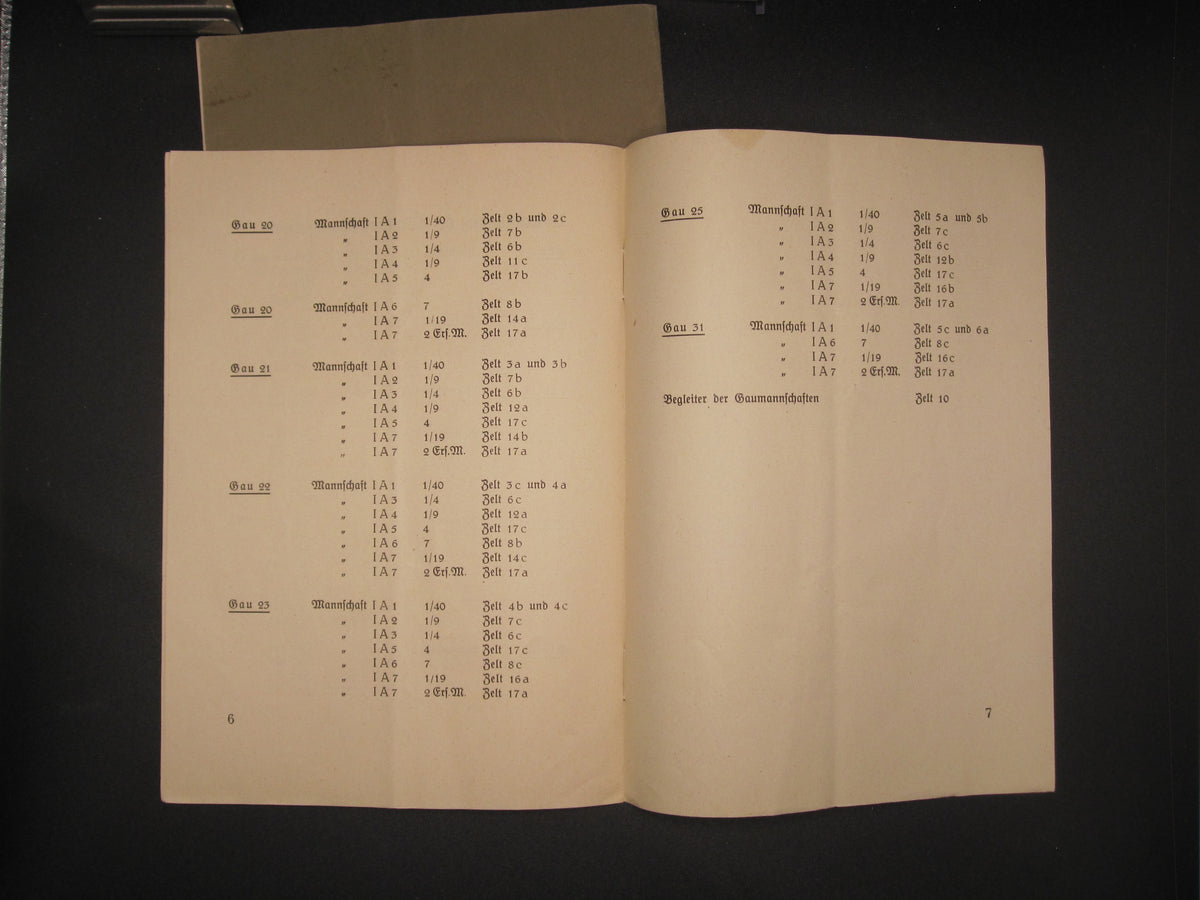 Gau 20 Mannſchaft I A 1 1/40 Zelt 2b und 2c
„ I A 2 1/9 Zelt 7b
„ I A 3 1/4 Zelt 6b
„ I A 4 1/9 Zelt 11c
„ I A 5 4 Zelt 17b
Gau 20 Mannſchaft I A 6 7 Zelt 8b
„ I A 7 1/19 Zelt 14a
„ I A 7 2 Erſ.M. Zelt 17a
Gau 21 Mannſchaft I A 1 1/40 Zelt 3a und 3b
„ I A 2 1/9 Zelt 7b
„ I A 3 1/4 Zelt 6b
„ I A 4 1/9 Zelt 12a
„ I A 5 4 Zelt 17c
„ I A 7 1/19 Zelt 14b
„ I A 7 2 Erſ.M. Zelt 17a
Gau 22 Mannſchaft I A 1 1/40 Zelt 3c und 4a
„ I A 3 1/4 Zelt 6c
„ I A 4 1/9 Zelt 12a
„ I A 5 4 Zelt 17c
„ I A 6 7 Zelt 8b
„ I A 7 1/19 Zelt 14c
„ I A 7 2 Erſ.M. Zelt 17a
Gau 23 Mannſchaft I A 1 1/40 Zelt 4b und 4c
„ I A 2 1/9 Zelt 7c
„ I A 3 1/4 Zelt 6c
„ I A 5 4 Zelt 17c
„ I A 6 7 Zelt 8c
„ I A 7 1/19 Zelt 16a
„ I A 7 2 Erſ.M. Zelt 17a
6
Gau 25 Mannſchaft I A 1 1/40 Zelt 5a und 5b
„ I A 2 1/9 Zelt 7c
„ I A 3 1/4 Zelt 6c
„ I A 4 1/9 Zelt 12b
„ I A 5 4 Zelt 17c
„ I A 7 1/19 Zelt 16b
„ I A 7 2 Erſ.M. Zelt 17a
Gau 31 Mannſchaft I A 1 1/40 Zelt 5c und 6a
„ I A 6 7 Zelt 8c
„ I A 7 1/19 Zelt 16c
„ I A 7 2 Erſ.M. Zelt 17a
Begleiter der Gaumannſchaften Zelt 10
7